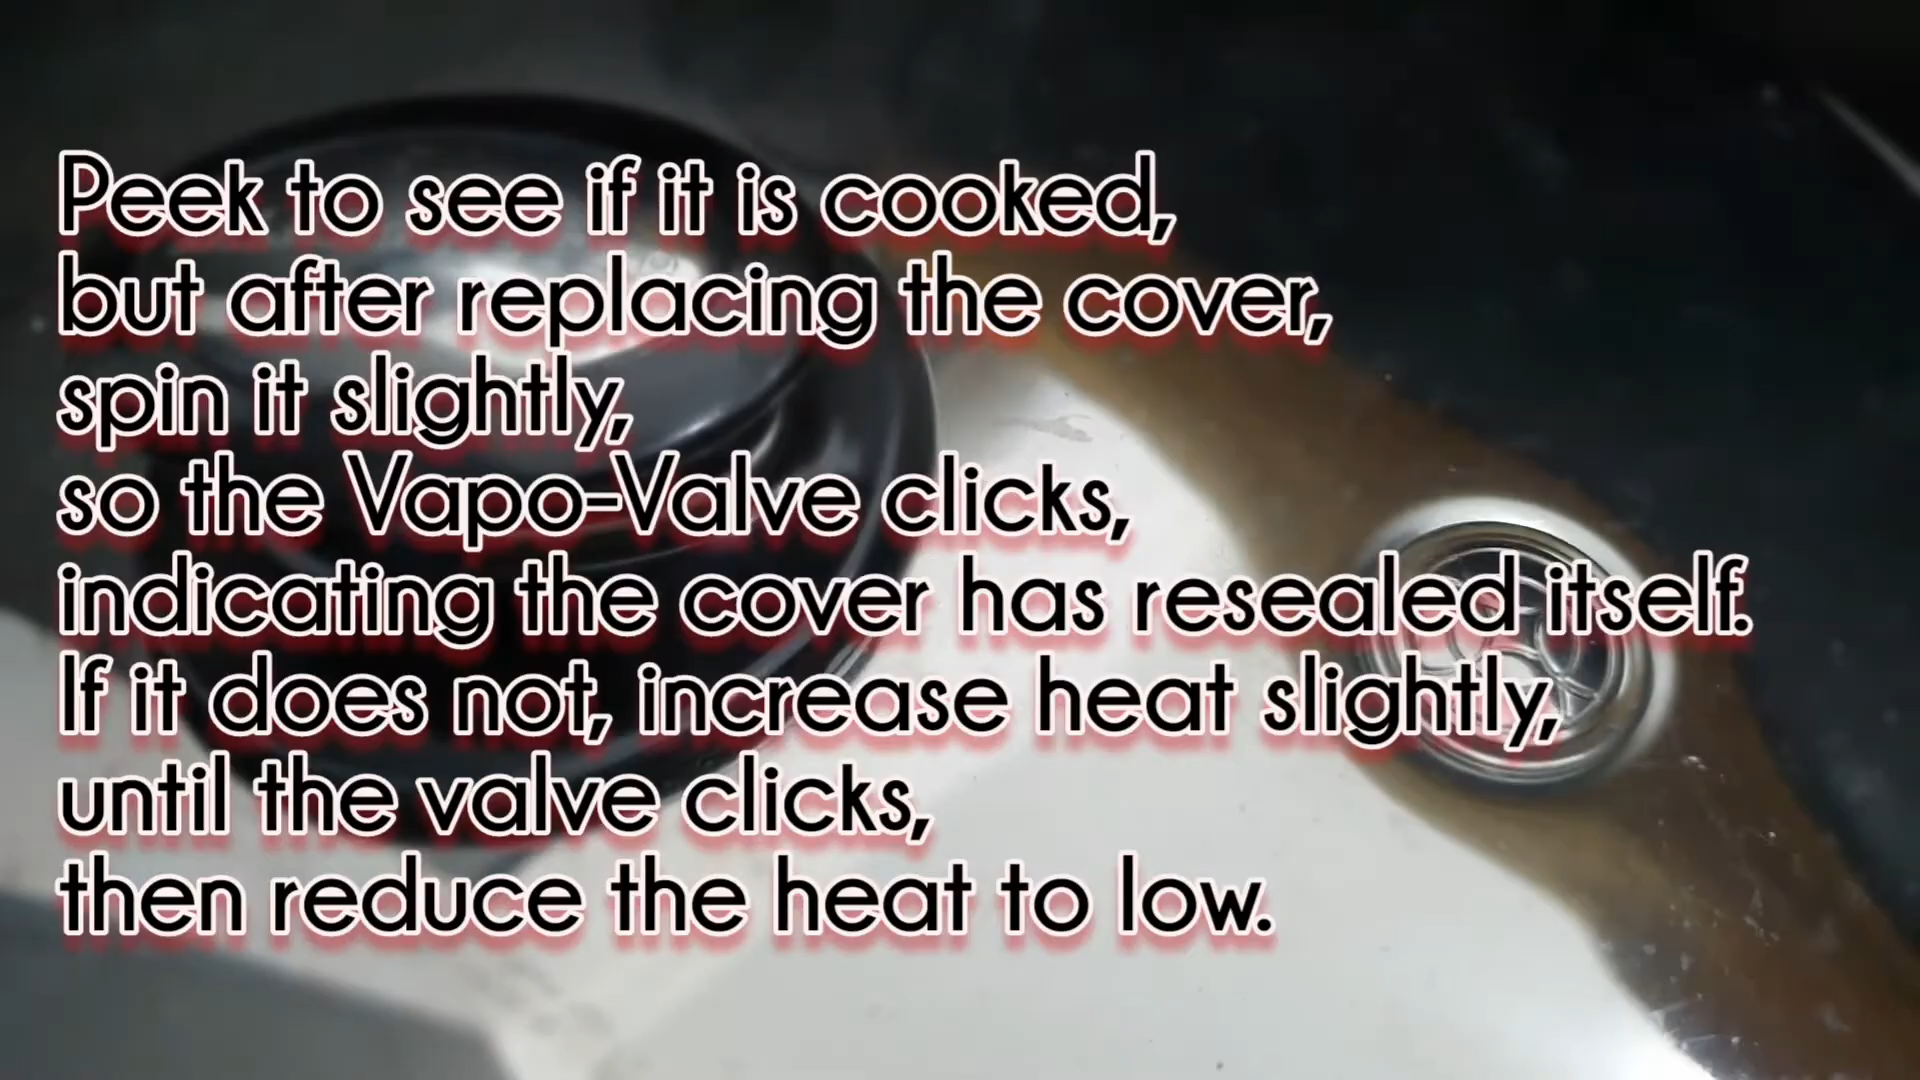 Peek to see if it is cooked,
but after replacing the cover,
spin it slightly,
so the Vapo-Valve clicks,
indicating the cover has resealed itself.
If it does not, increase heat slightly,
until the valve clicks,
then reduce the heat to low.